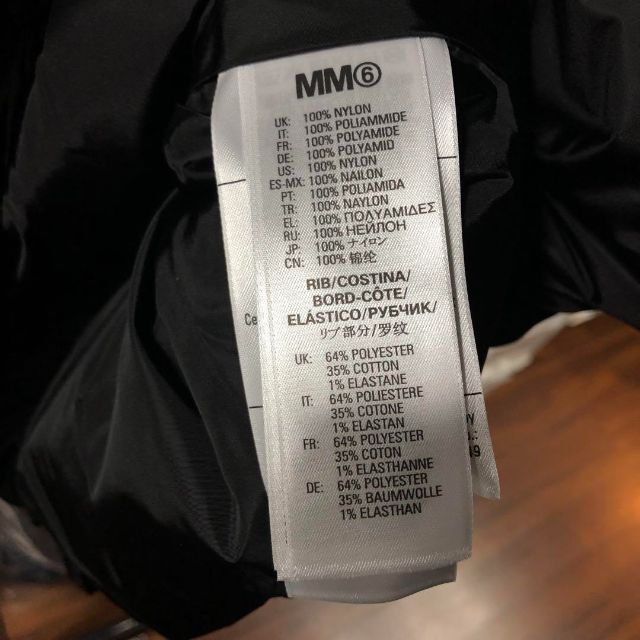 MM⑥
UK: 100% NYLON
IT: 100% POLIAMMIDE
FR: 100% POLYAMIDE
DE: 100% POLYAMID
US: 100% NYLON
ES-MX: 100% NAILON
PT: 100% POLIAMIDA
TR: 100% NAYLON
EL: 100% ΠΟΛΥΑΜΙΔΕΣ
RU: 100% НЕЙЛОН
JP: 100% ナイロン
CN: 100% 锦纶
RIB/COSTINA/
BORD-CÔTE/
ELÁSTICO/РУБЧИК/
リブ部分/罗纹
UK: 64% POLYESTER
35% COTTON
1% ELASTANE
IT: 64% POLIESTERE
35% COTONE
1% ELASTAN
FR: 64% POLYESTER
35% COTON
1% ELASTHANNE
DE: 64% POLYESTER
35% BAUMWOLLE
1% ELASTHAN
Ce